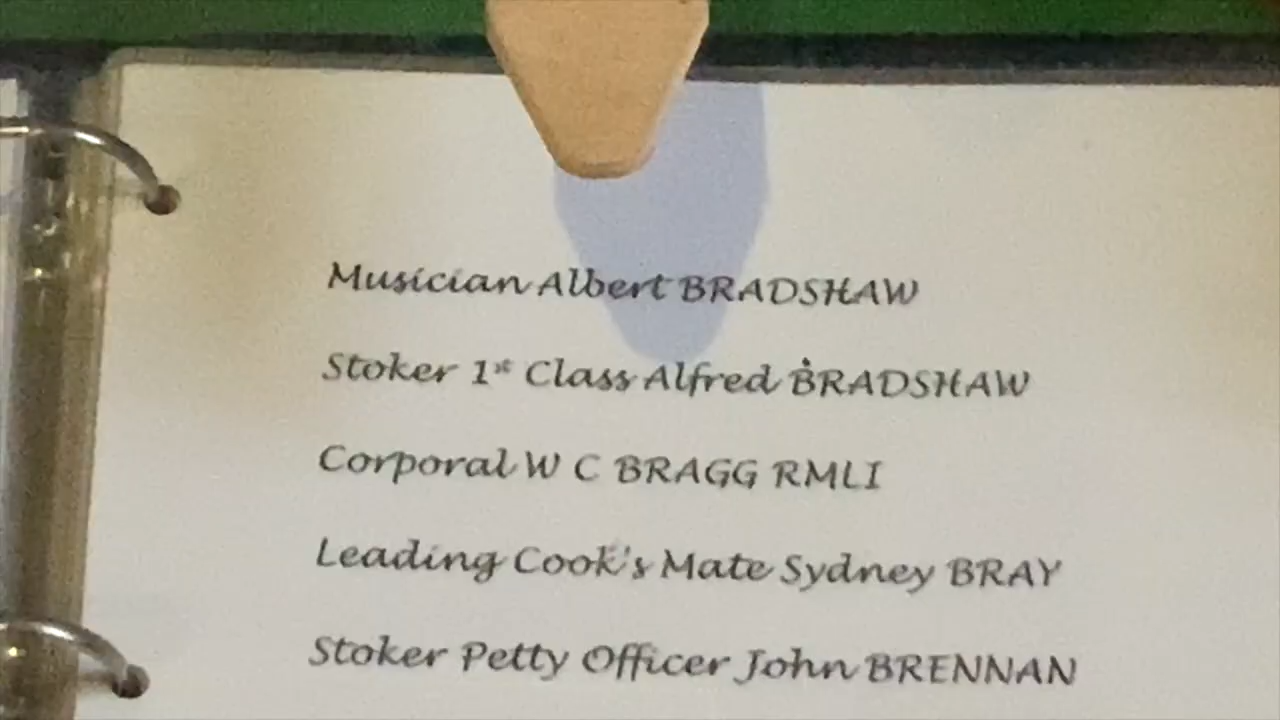 Musician Albert BRADSHAW
Stoker 1st Class Alfred BRADSHAW
Corporal W C BRAGG RMLI
Leading Cook's Mate Sydney BRAY
Stoker Petty Officer John BRENNAN